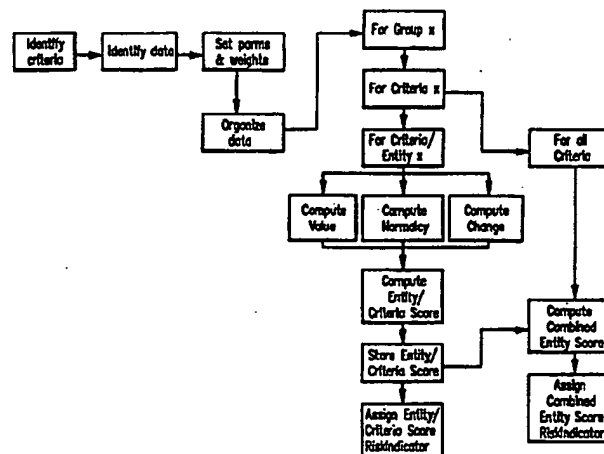 Identify
criteria
Identify data
Set parms
& weights
Organize
data
For Group x
For Criteria x
For Criteria/
Entity x
For all
Criteria
Compute
Value
Compute
Normalcy
Compute
Change
Compute
Entity/
Criteria Score
Store Entity/
Criteria Score
Assign Entity/
Criteria Score
RiskIndicator
Compute
Combined
Entity Score
Assign
Combined
Entity Score
RiskIndicator